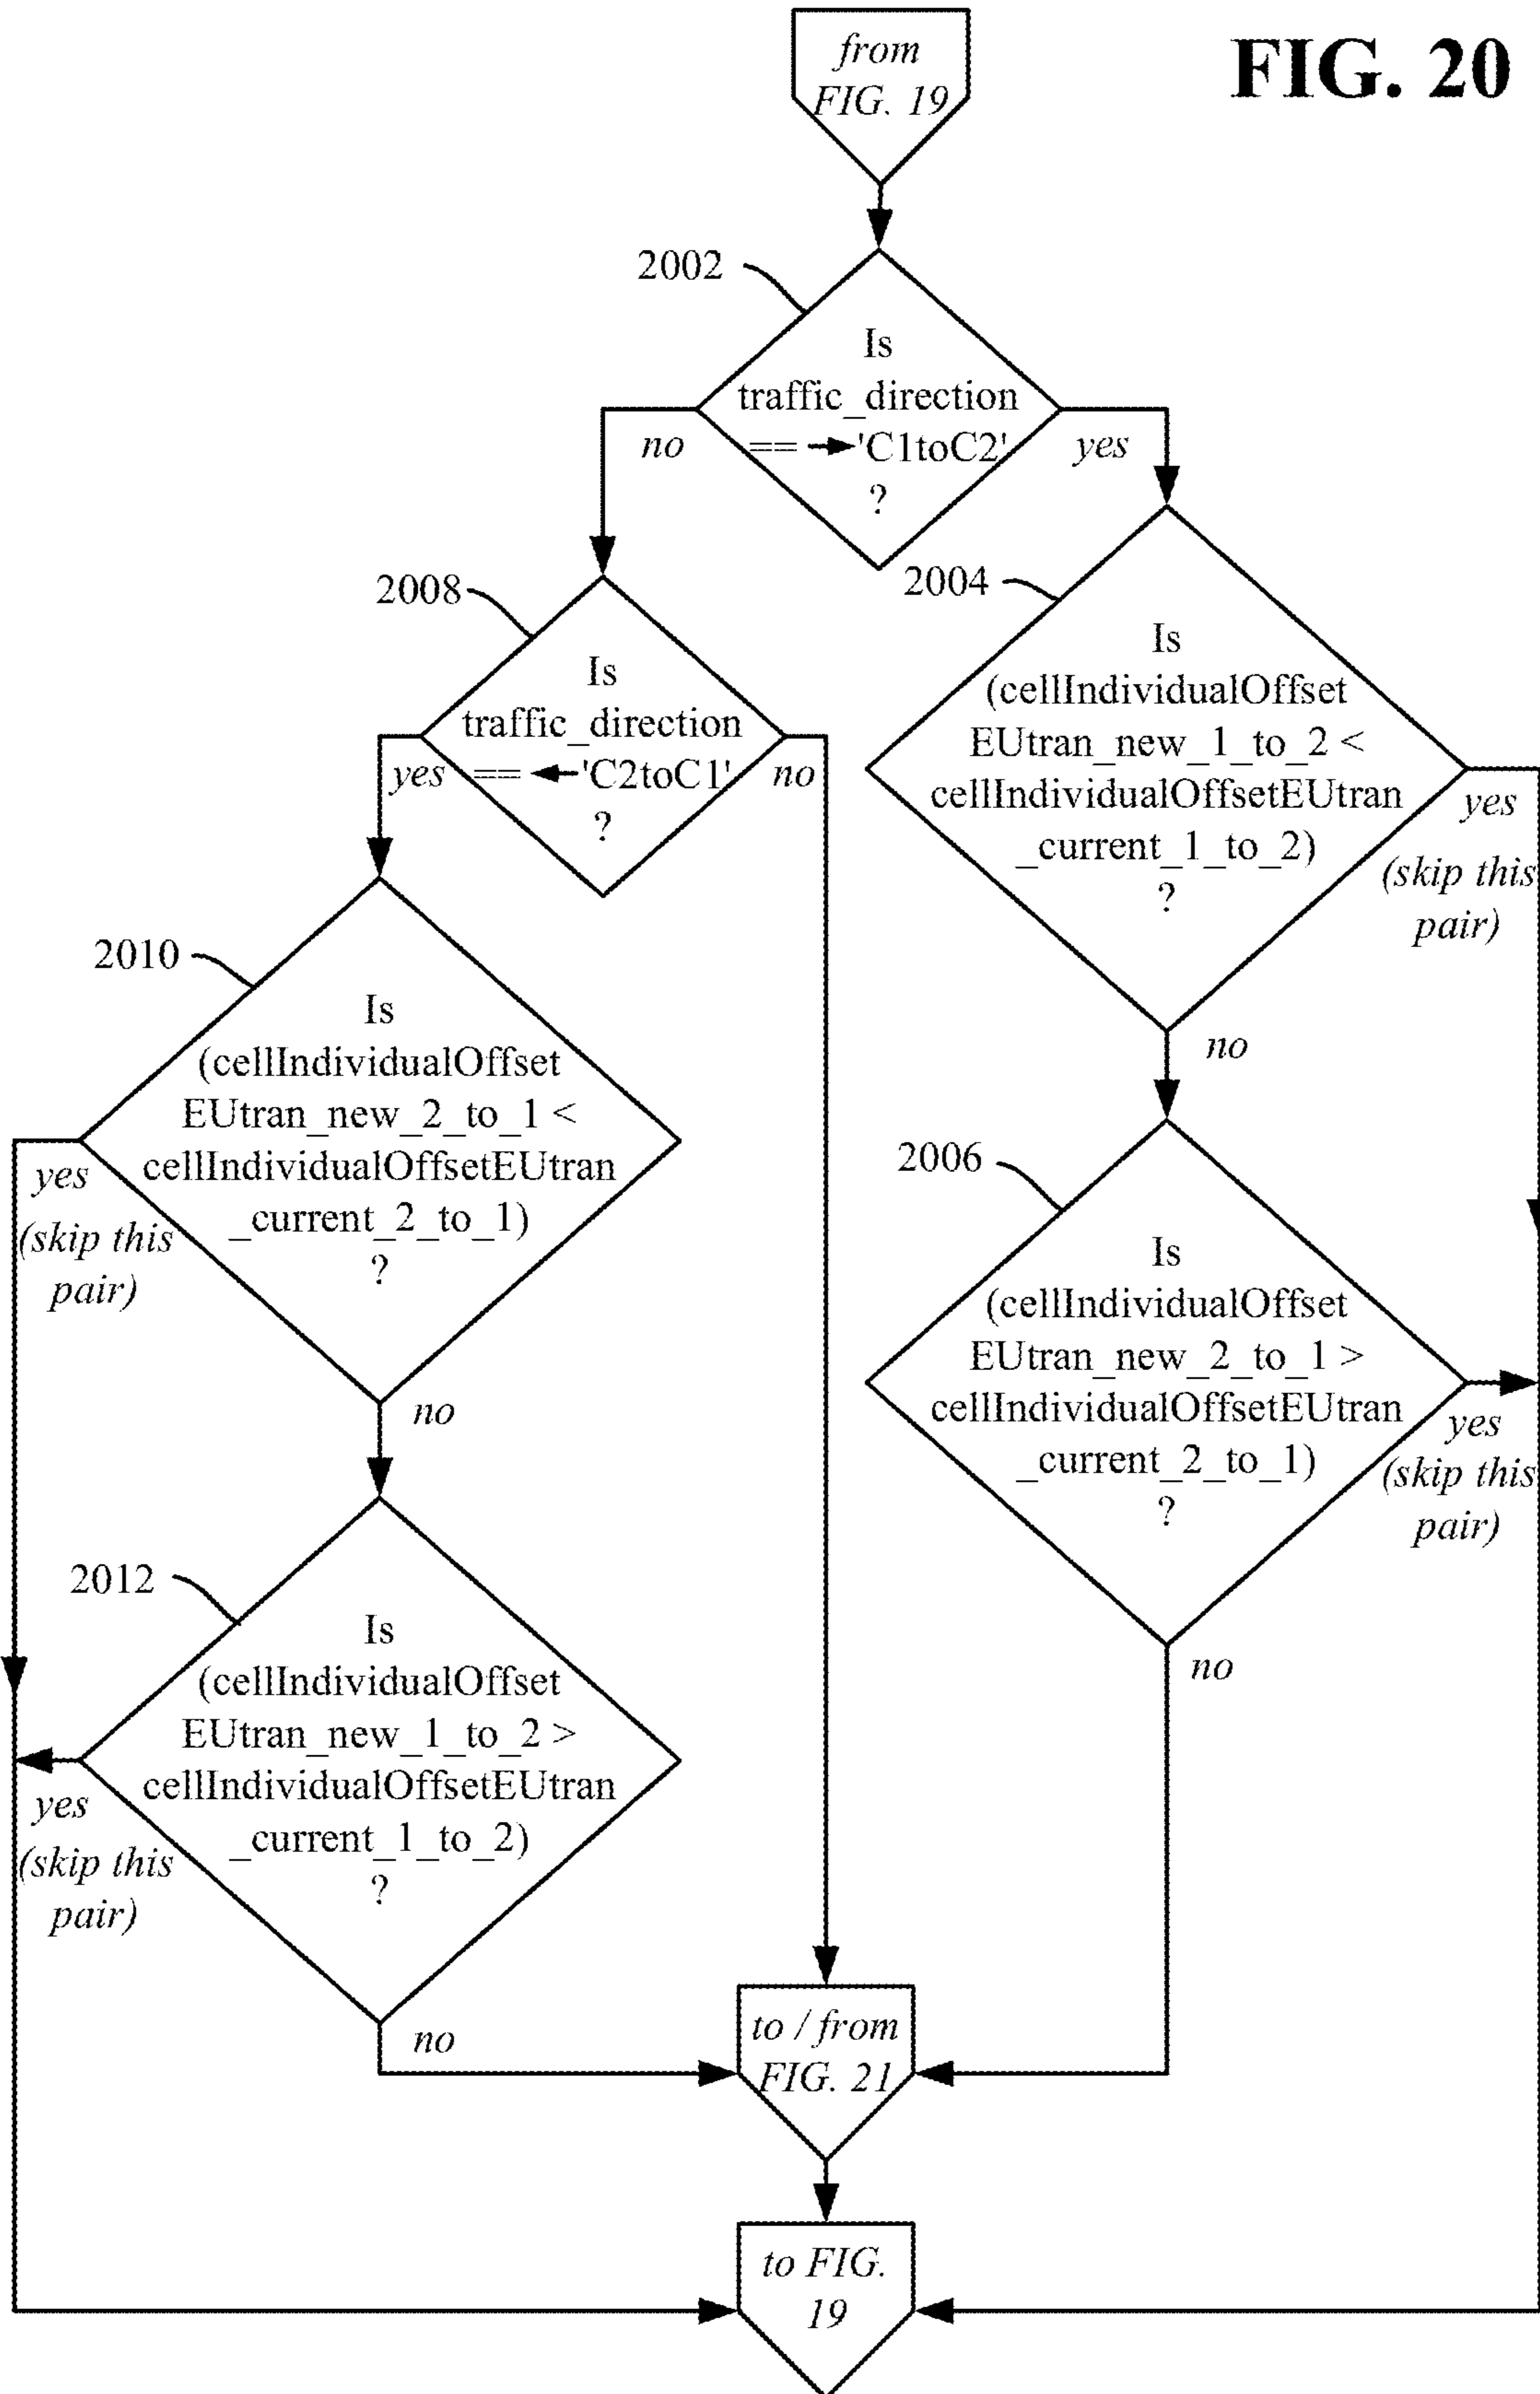 FIG. 20
from
FIG. 19
2002
Is
traffic_direction
== →'C1toC2'
?
no
yes
2008
Is
traffic_direction
== ←'C2toC1'
?
yes
no
2004
Is
(cellIndividualOffset
EUtran_new_1_to_2 <
cellIndividualOffsetEUtran
_current_1_to_2)
?
yes
(skip this
pair)
no
2010
Is
(cellIndividualOffset
EUtran_new_2_to_1 <
cellIndividualOffsetEUtran
_current_2_to_1)
?
yes
(skip this
pair)
no
2006
Is
(cellIndividualOffset
EUtran_new_2_to_1 >
cellIndividualOffsetEUtran
_current_2_to_1)
?
yes
(skip this
pair)
no
2012
Is
(cellIndividualOffset
EUtran_new_1_to_2 >
cellIndividualOffsetEUtran
_current_1_to_2)
?
yes
(skip this
pair)
no
to / from
FIG. 21
to FIG.
19